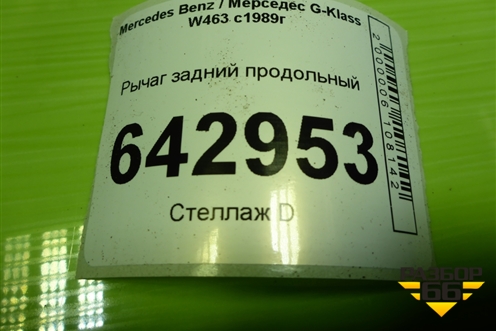 Mercedes Benz / Мерседес G-Klass
W463 с1989г
Рычаг задний продольный
642953
Стеллаж D
2000006108142
РАЗБОР
66